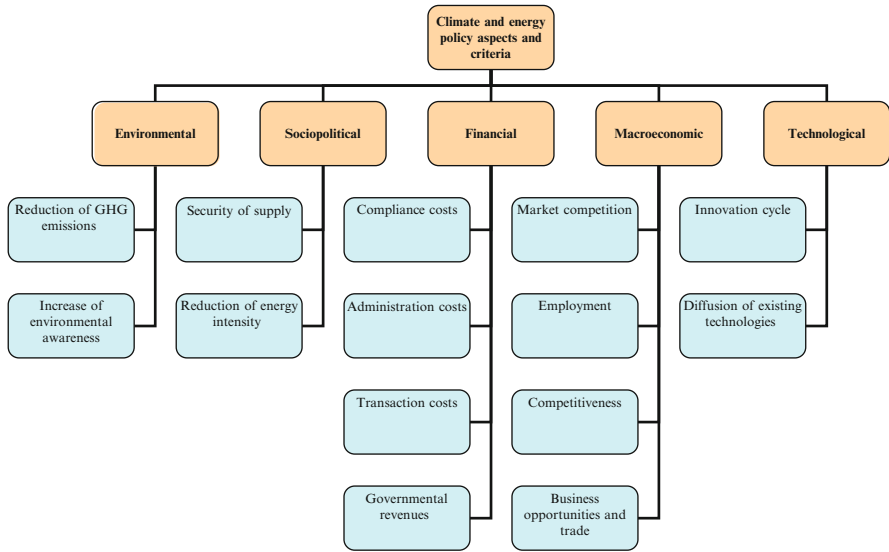 Climate and energy
policy aspects and
criteria
Environmental
Sociopolitical
Financial
Macroeconomic
Technological
Reduction of GHG
emissions
Security of supply
Compliance costs
Market competition
Innovation cycle
Increase of
environmental
awareness
Reduction of energy
intensity
Administration costs
Employment
Diffusion of existing
technologies
Transaction costs
Competitiveness
Governmental
revenues
Business
opportunities and
trade